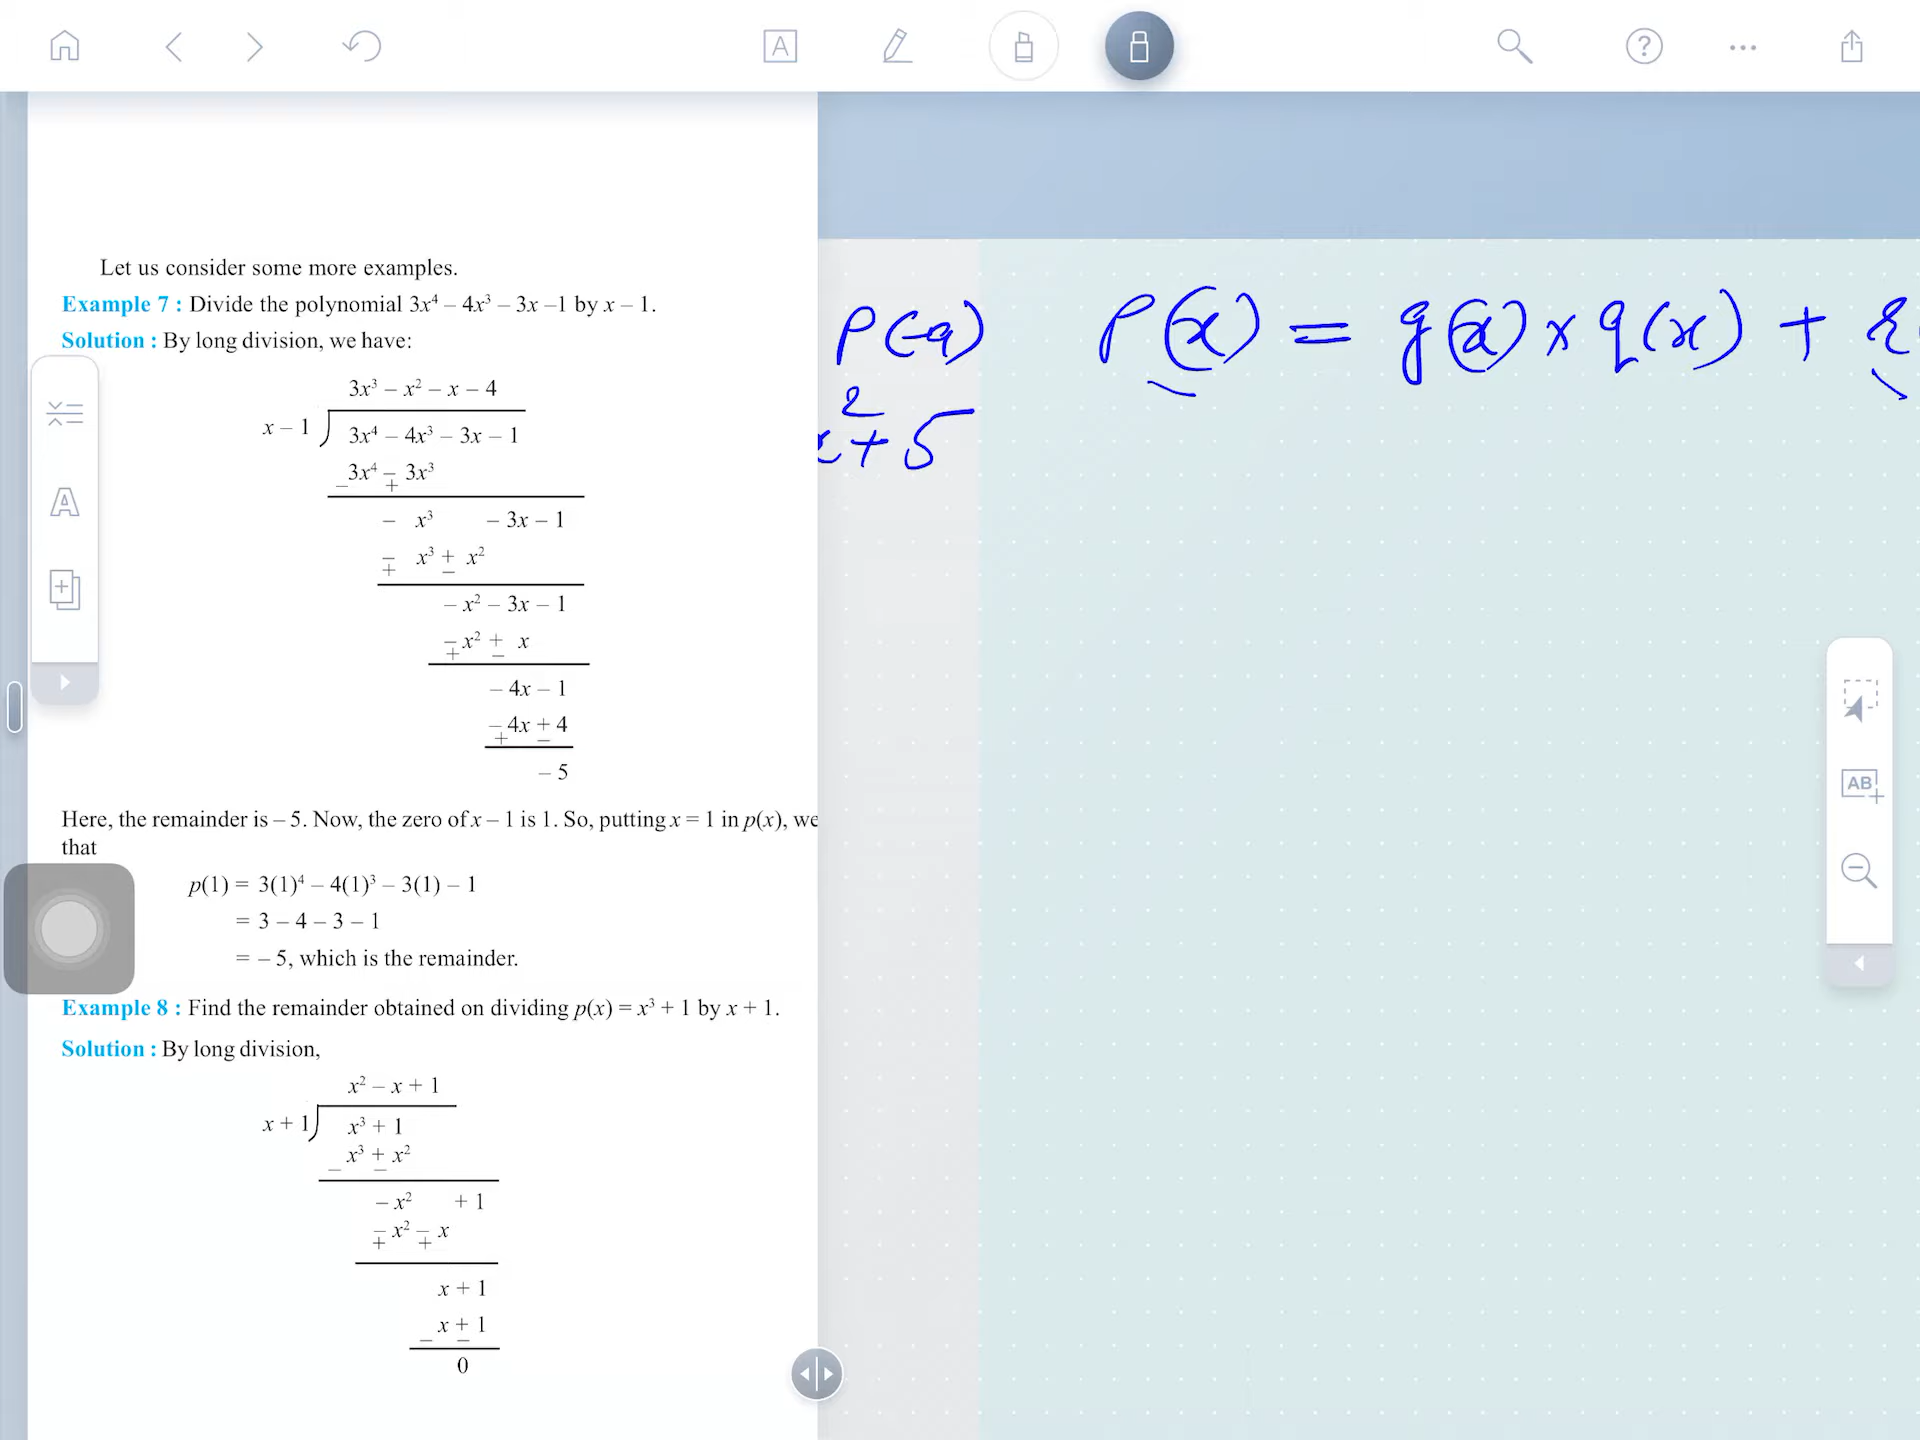 A
Let us consider some more examples.
Example 7 : Divide the polynomial 3x⁴ – 4x³ – 3x –1 by x – 1.
Solution : By long division, we have:
3x³ – x² – x – 4
x – 1 ) 3x⁴ – 4x³ – 3x – 1
3x⁴ – 3x³
– +
– x³ – 3x – 1
– x³ + x²
+ –
– x² – 3x – 1
– x² + x
+ –
– 4x – 1
– 4x + 4
+ –
– 5
Here, the remainder is – 5. Now, the zero of x – 1 is 1. So, putting x = 1 in p(x), we
that
p(1) = 3(1)⁴ – 4(1)³ – 3(1) – 1
= 3 – 4 – 3 – 1
= – 5, which is the remainder.
Example 8 : Find the remainder obtained on dividing p(x) = x³ + 1 by x + 1.
Solution : By long division,
x² – x + 1
x + 1 ) x³ + 1
x³ + x²
– –
– x² + 1
– x² – x
+ +
x + 1
x + 1
– –
0
P(-a) P(x) = g(x) x q(x) +
2
+ 5
A
AB